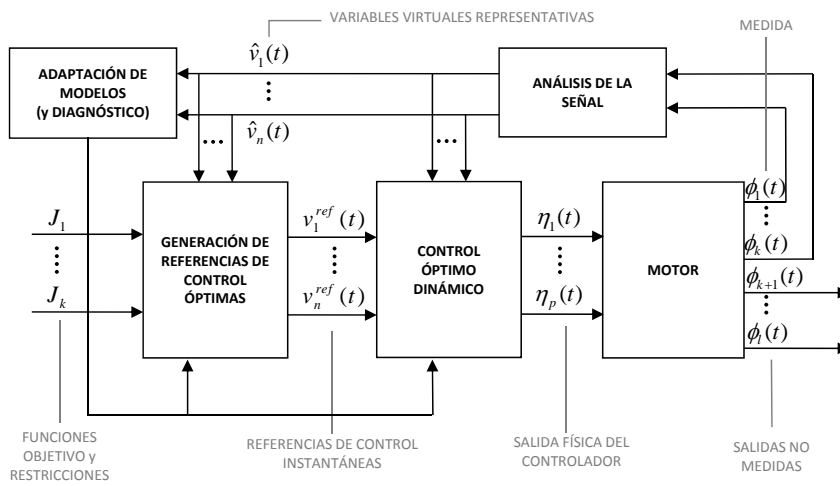 VARIABLES VIRTUALES REPRESENTATIVAS
MEDIDA
ADAPTACIÓN DE
MODELOS
(y DIAGNÓSTICO)
v̂₁(t)
⋮
v̂ₙ(t)
...
...
ANÁLISIS DE LA
SEÑAL
J₁
⋮
Jₖ
GENERACIÓN DE
REFERENCIAS DE
CONTROL
ÓPTIMAS
v₁^ref (t)
⋮
vₙ^ref (t)
CONTROL
ÓPTIMO
DINÁMICO
η₁(t)
⋮
ηₚ(t)
MOTOR
ϕ₁(t)
⋮
ϕₖ(t)
ϕₖ₊₁(t)
⋮
ϕₗ(t)
FUNCIONES
OBJETIVO y
RESTRICCIONES
REFERENCIAS DE CONTROL
INSTANTÁNEAS
SALIDA FÍSICA DEL
CONTROLADOR
SALIDAS NO
MEDIDAS